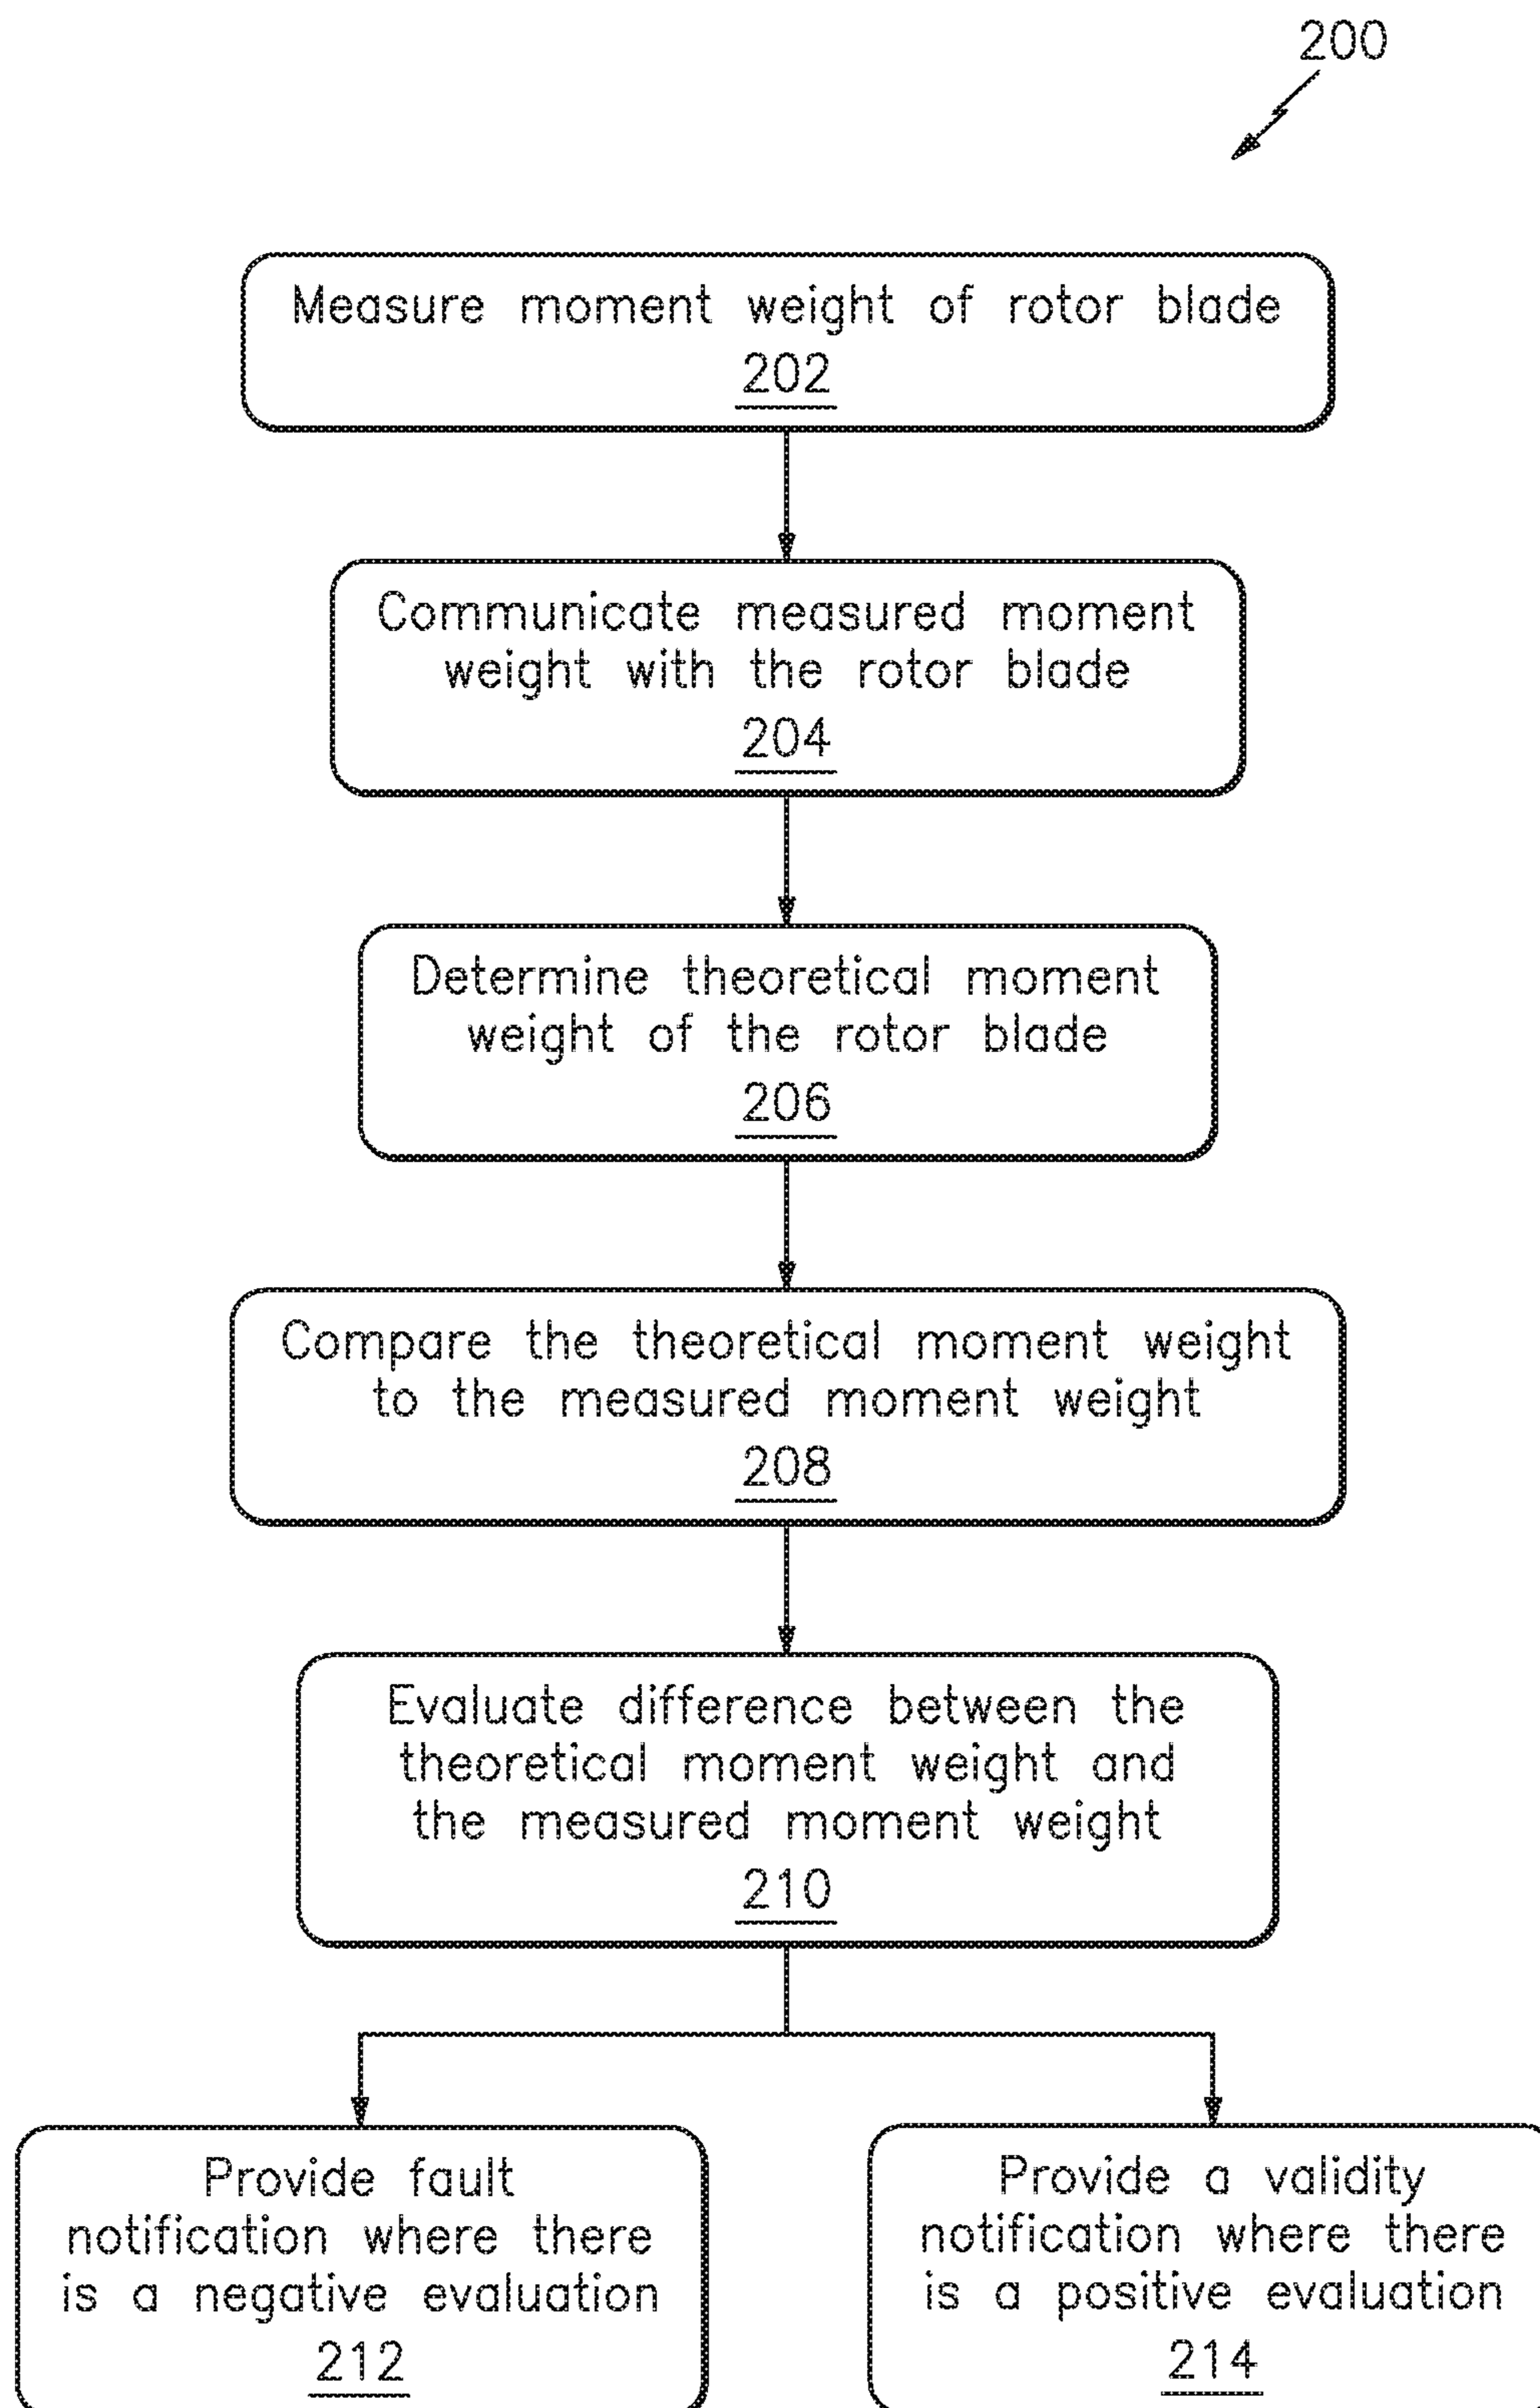 200
Measure moment weight of rotor blade
202
Communicate measured moment
weight with the rotor blade
204
Determine theoretical moment
weight of the rotor blade
206
Compare the theoretical moment weight
to the measured moment weight
208
Evaluate difference between the
theoretical moment weight and
the measured moment weight
210
Provide fault
notification where there
is a negative evaluation
212
Provide a validity
notification where there
is a positive evaluation
214